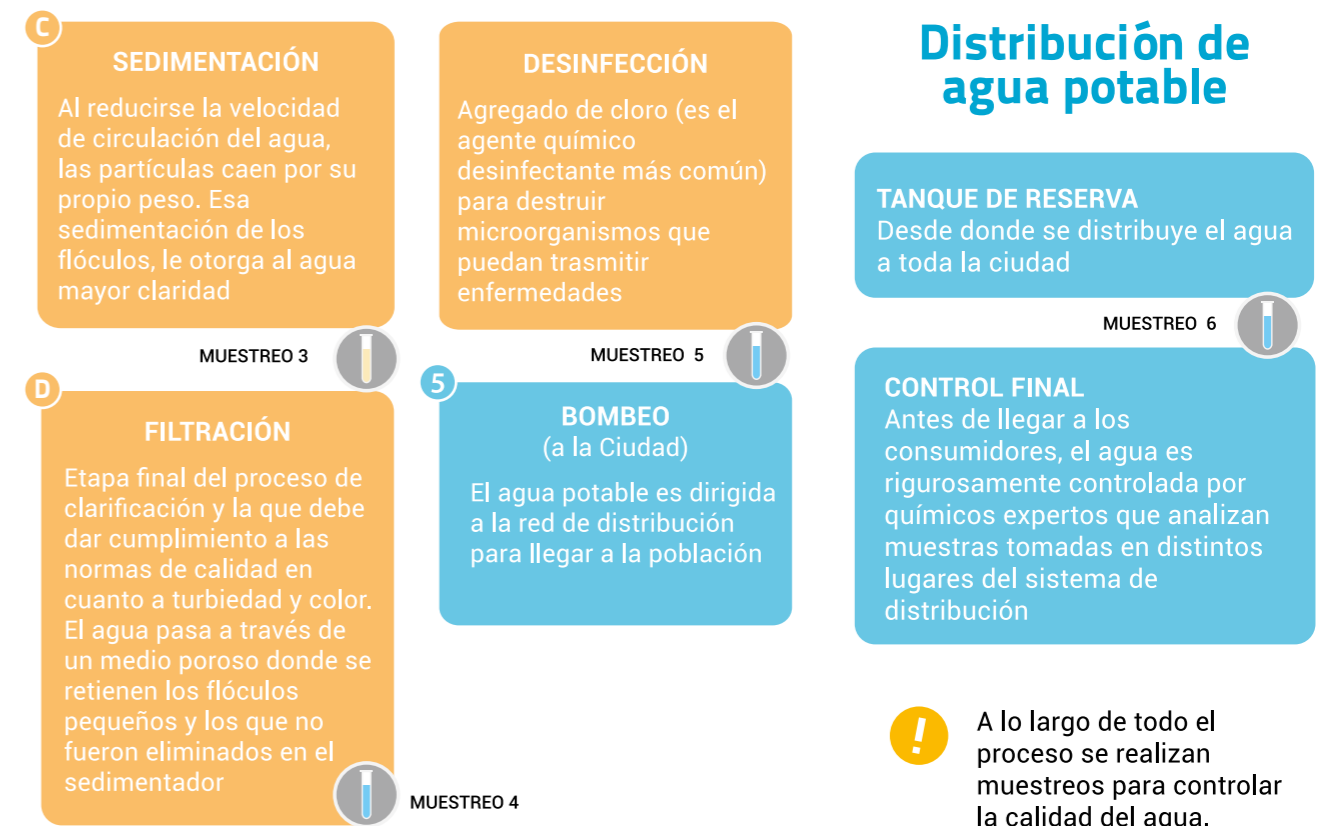 C
SEDIMENTACIÓN
Al reducirse la velocidad
de circulación del agua,
las partículas caen por su
propio peso. Esa
sedimentación de los
flóculos, le otorga al agua
mayor claridad
MUESTREO 3
D
FILTRACIÓN
Etapa final del proceso de
clarificación y la que debe
dar cumplimiento a las
normas de calidad en
cuanto a turbiedad y color.
El agua pasa a través de
un medio poroso donde se
retienen los flóculos
pequeños y los que no
fueron eliminados en el
sedimentador
MUESTREO 4
DESINFECCIÓN
Agregado de cloro (es el
agente químico
desinfectante más común)
para destruir
microorganismos que
puedan trasmitir
enfermedades
MUESTREO 5
5
BOMBEO
(a la Ciudad)
El agua potable es dirigida
a la red de distribución
para llegar a la población
Distribución de
agua potable
TANQUE DE RESERVA
Desde donde se distribuye el agua
a toda la ciudad
MUESTREO 6
CONTROL FINAL
Antes de llegar a los
consumidores, el agua es
rigurosamente controlada por
químicos expertos que analizan
muestras tomadas en distintos
lugares del sistema de
distribución
!
A lo largo de todo el
proceso se realizan
muestreos para controlar
la calidad del agua.